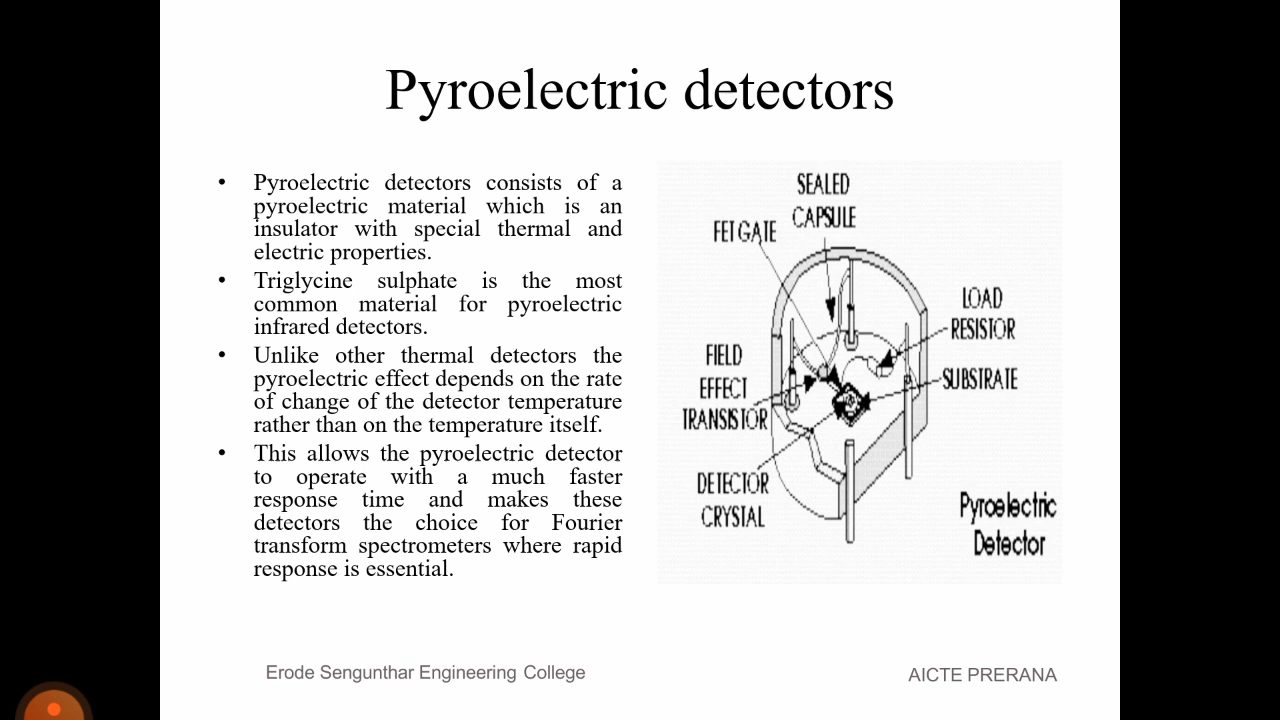 Pyroelectric detectors
• Pyroelectric detectors consists of a
pyroelectric material which is an
insulator with special thermal and
electric properties.
• Triglycine sulphate is the most
common material for pyroelectric
infrared detectors.
• Unlike other thermal detectors the
pyroelectric effect depends on the rate
of change of the detector temperature
rather than on the temperature itself.
• This allows the pyroelectric detector
to operate with a much faster
response time and makes these
detectors the choice for Fourier
transform spectrometers where rapid
response is essential.
SEALED
CAPSULE
FET GATE
LOAD
RESISTOR
FIELD
EFFECT
TRANSISTOR
SUBSTRATE
DETECTOR
CRYSTAL
Pyroelectric
Detector
Erode Sengunthar Engineering College
AICTE PRERANA